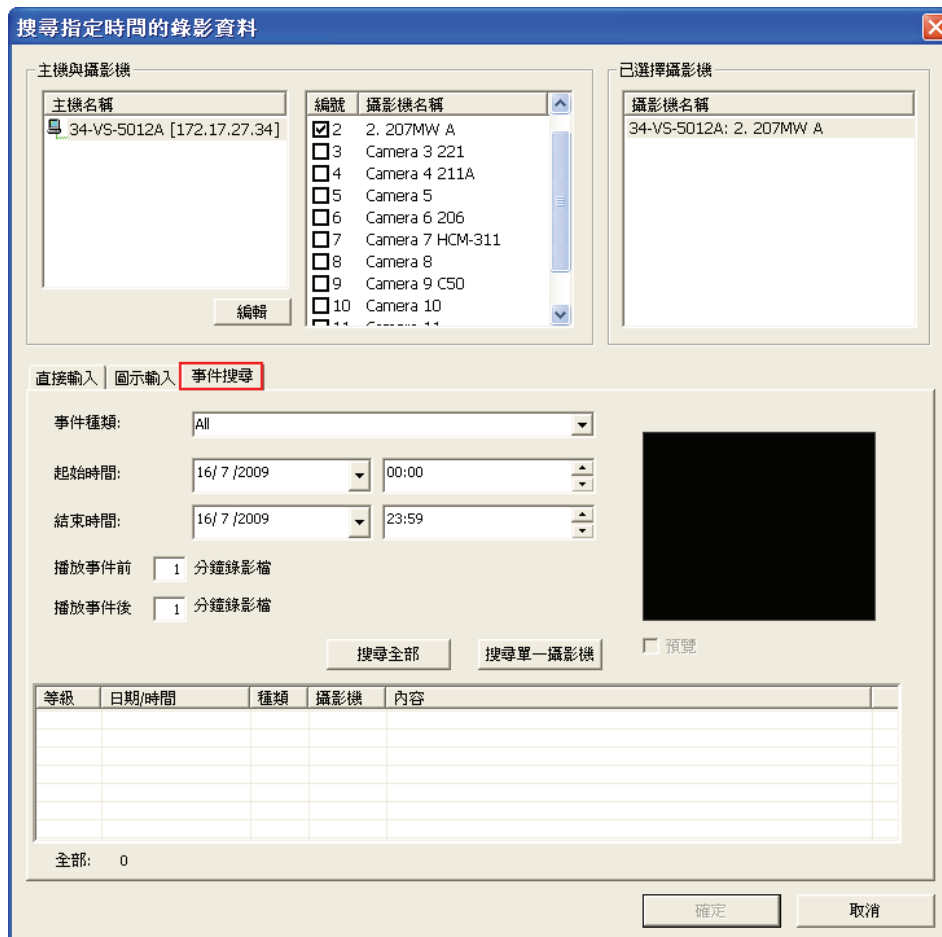 搜尋指定時間的錄影資料
主機與攝影機
主機名稱
34-VS-5012A [172.17.27.34]
編輯
編號 攝影機名稱
2 2. 207MW A
3 Camera 3 221
4 Camera 4 211A
5 Camera 5
6 Camera 6 206
7 Camera 7 HCM-311
8 Camera 8
9 Camera 9 C50
10 Camera 10
11 Camera 11
已選擇攝影機
攝影機名稱
34-VS-5012A: 2. 207MW A
直接輸入 圖示輸入 事件搜尋
事件種類: All
起始時間: 16/ 7 /2009 00:00
結束時間: 16/ 7 /2009 23:59
播放事件前 1 分鐘錄影檔
播放事件後 1 分鐘錄影檔
搜尋全部 搜尋單一攝影機 預覽
等級 日期/時間 種類 攝影機 內容
全部: 0
確定 取消